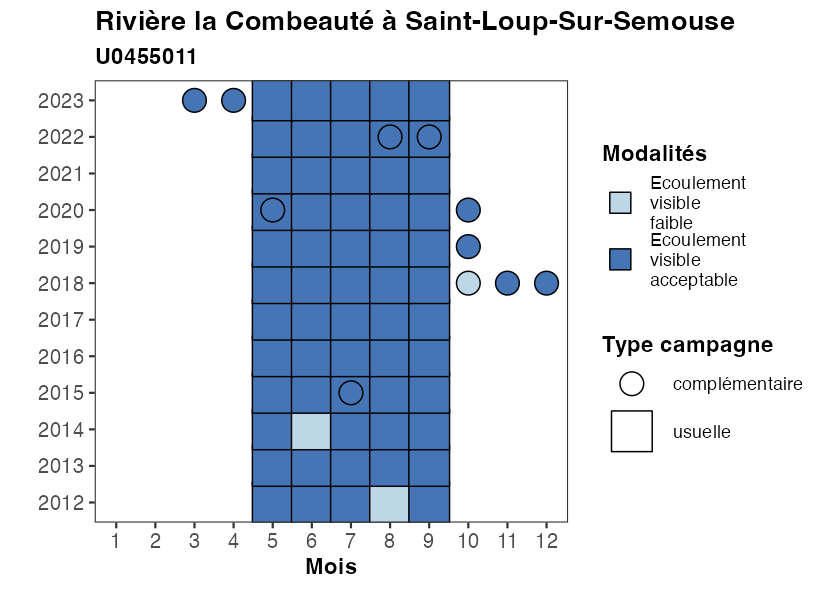 Rivière la Combeauté à Saint-Loup-Sur-Semouse
U0455011
2023
2022
2021
2020
2019
2018
2017
2016
2015
2014
2013
2012
1 2 3 4 5 6 7 8 9 10 11 12
Mois
Modalités
Ecoulement
visible
faible
Ecoulement
visible
acceptable
Type campagne
complémentaire
usuelle